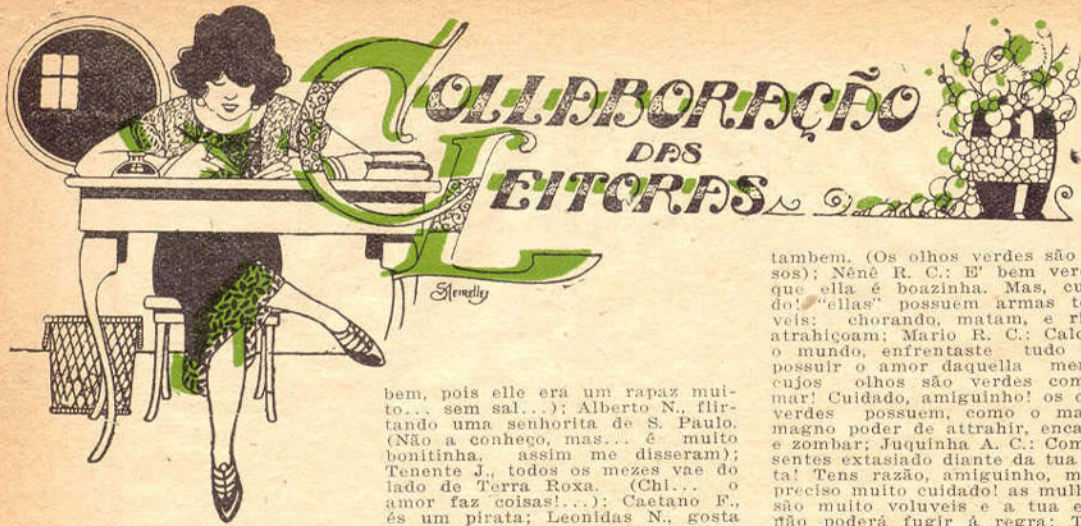 COLLABORAÇÃO
DAS
LEITORAS
SMeirelles
bem, pois elle era um rapaz mui-
to... sem sal...); Alberto N., flir-
tando uma senhorita de S. Paulo.
(Não a conheço, mas... é muito
bonitinha, assim me disseram);
Tenente J., todos os mezes vae do
lado de Terra Roxa. (Chi... o
amor faz coisas!...); Caetano F.,
és um pirata; Leonidas N., gosta
tambem. (Os olhos verdes são
sos); Nênê R. C.: E' bem ver
que ella é boazinha. Mas, cu
do! "ellas" possuem armas t
veis: chorando, matam, e ri
atrahiçoam; Mario R. C.: Calc
o mundo, enfrentaste tudo
possuir o amor daquella me
cujos olhos são verdes com
mar! Cuidado, amiguinho! os o
verdes possuem, como o ma
magno poder de attrahir, enca
e zombar; Juquinha A. C.: Com
sentes extasiado diante da tua
ta! Tens razão, amiguinho, m
preciso muito cuidado! as mull
são muito voluveis e a tua e
não poderá fugir á regra; T